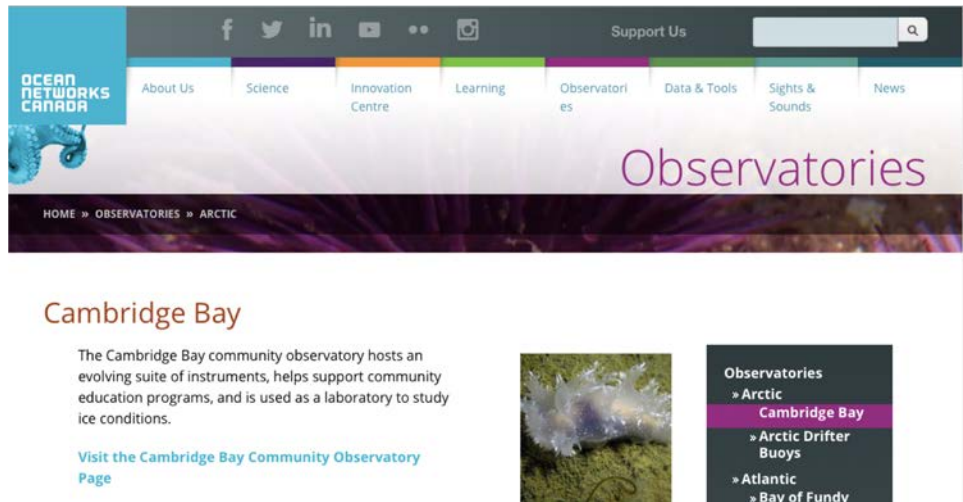 Support Us
OCEAN
NETWORKS
CANADA
About Us
Science
Innovation
Centre
Learning
Observatori
es
Data & Tools
Sights &
Sounds
News
Observatories
HOME » OBSERVATORIES » ARCTIC
Cambridge Bay
The Cambridge Bay community observatory hosts an
evolving suite of instruments, helps support community
education programs, and is used as a laboratory to study
ice conditions.
Visit the Cambridge Bay Community Observatory
Page
Observatories
» Arctic
Cambridge Bay
» Arctic Drifter
Buoys
» Atlantic
» Bay of Fundy